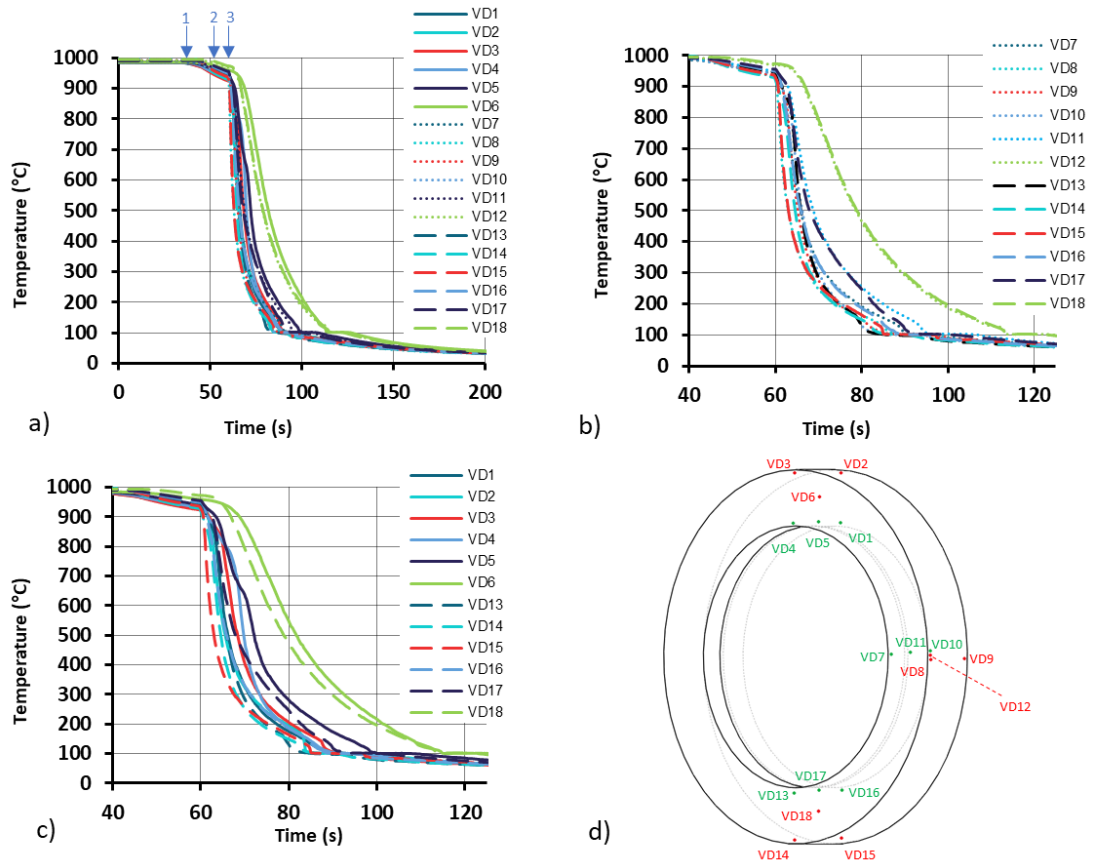 1 2 3
VD1
VD2
VD3
VD4
VD5
VD6
VD7
VD8
VD9
VD10
VD11
VD12
VD13
VD14
VD15
VD16
VD17
VD18
Temperature (°C)
1000
900
800
700
600
500
400
300
200
100
0
0 50 100 150 200
Time (s)
a)
VD7
VD8
VD9
VD10
VD11
VD12
VD13
VD14
VD15
VD16
VD17
VD18
Temperature (°C)
1000
900
800
700
600
500
400
300
200
100
0
40 60 80 100 120
Time (s)
b)
VD1
VD2
VD3
VD4
VD5
VD6
VD13
VD14
VD15
VD16
VD17
VD18
Temperature (°C)
1000
900
800
700
600
500
400
300
200
100
0
40 60 80 100 120
Time (s)
c)
VD3 VD2
VD6
VD4 VD5 VD1
VD7 VD11 VD10
VD8 VD9
VD12
VD17
VD13 VD16
VD18
VD14 VD15
d)